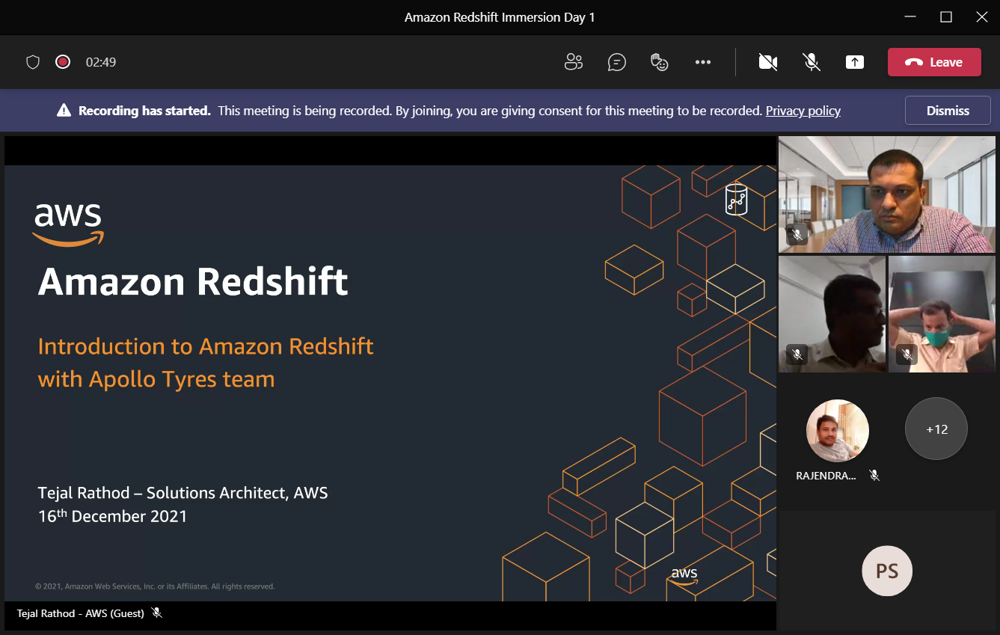 Amazon Redshift Immersion Day 1
02:49
Leave
Recording has started. This meeting is being recorded. By joining, you are giving consent for this meeting to be recorded. Privacy policy
Dismiss
aws
Amazon Redshift
Introduction to Amazon Redshift
with Apollo Tyres team
Tejal Rathod – Solutions Architect, AWS
16th December 2021
© 2021, Amazon Web Services, Inc. or its Affiliates. All rights reserved.
aws
Tejal Rathod - AWS (Guest)
RAJENDRA...
+12
PS